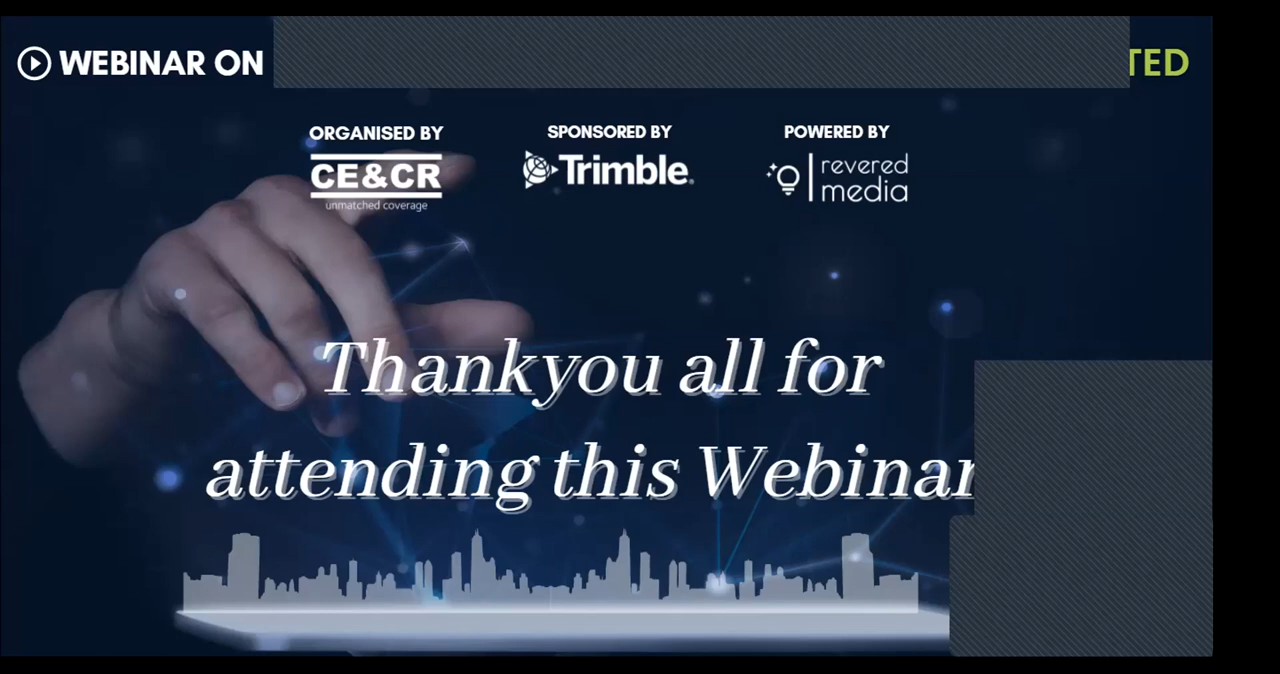 WEBINAR ON
ORGANISED BY
SPONSORED BY
POWERED BY
CE&CR
unmatched coverage
Trimble
revered
media
Thankyou all for
attending this Webinar